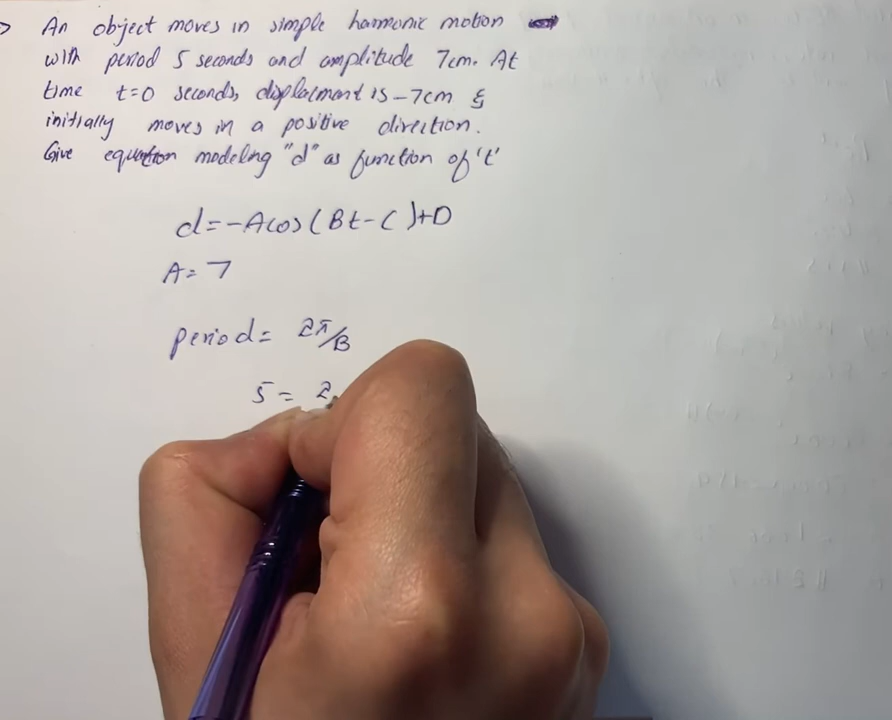 An object moves in simple harmonic motion
with period 5 seconds and amplitude 7cm. At
time t=0 seconds, displacment is -7cm &
initially moves in a positive direction.
Give equation modeling "d" as function of 't'
d=-Acos(Bt-C)+D
A=7
period= 2π/B
5= 2